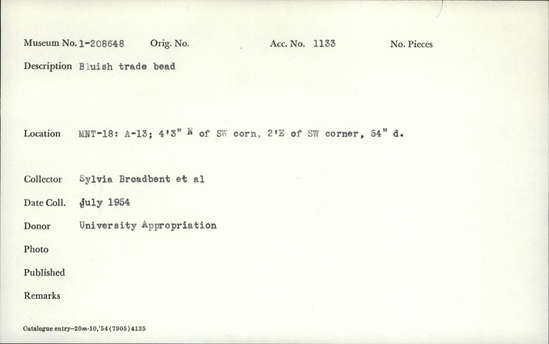 Museum No. 1-208648 Orig. No. Acc. No. 1133 No. Pieces
Description Bluish trade bead
Location MNT-18: A-13; 4'3" N of SW corn, 2'E of SW corner, 54" d.
Collector Sylvia Broadbent et al
Date Coll. July 1954
Donor University Appropriation
Photo
Published
Remarks
Catalogue entry—20m-10,'54(7905)4135